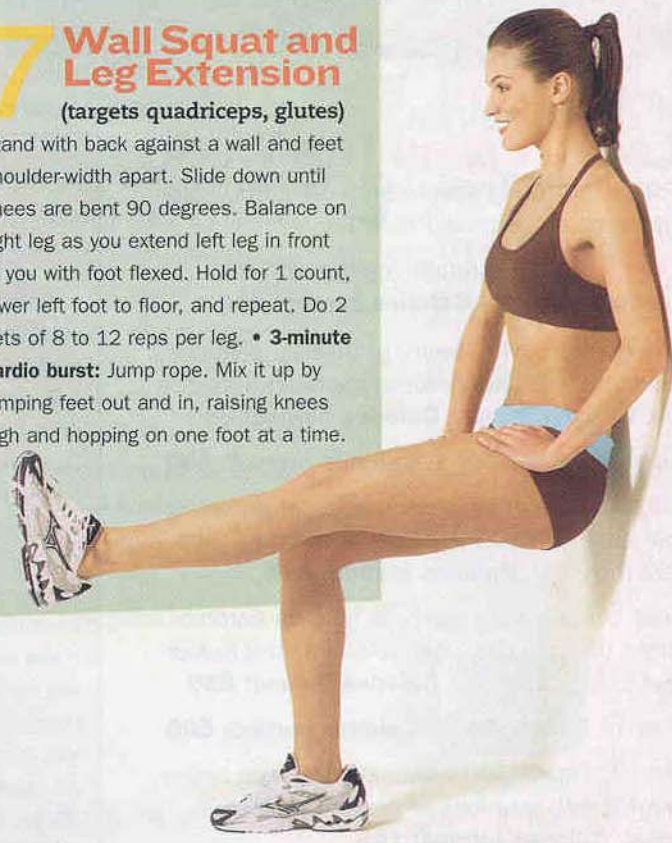 7 Wall Squat and
Leg Extension
(targets quadriceps, glutes)
and with back against a wall and feet
houlder-width apart. Slide down until
nees are bent 90 degrees. Balance on
ght leg as you extend left leg in front
you with foot flexed. Hold for 1 count,
wer left foot to floor, and repeat. Do 2
ets of 8 to 12 reps per leg. • 3-minute
ardio burst: Jump rope. Mix it up by
mping feet out and in, raising knees
gh and hopping on one foot at a time.